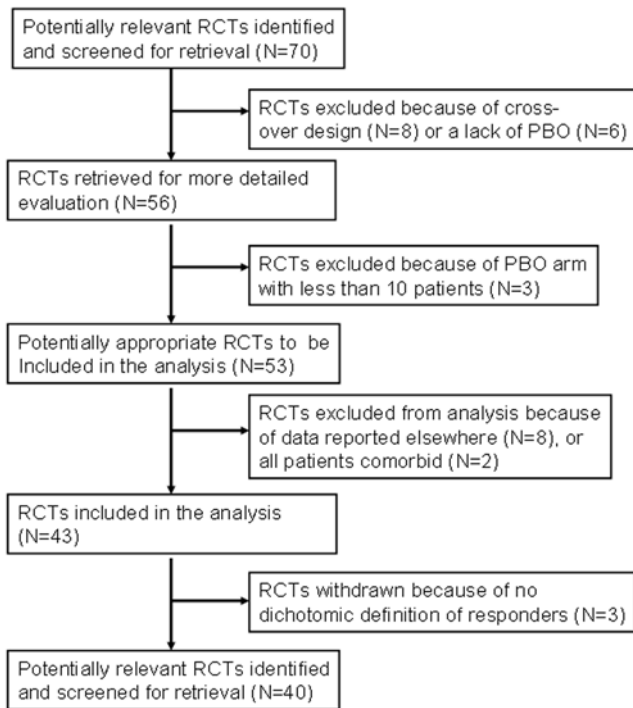 Potentially relevant RCTs identified
and screened for retrieval (N=70)
RCTs excluded because of cross-
over design (N=8) or a lack of PBO (N=6)
RCTs retrieved for more detailed
evaluation (N=56)
RCTs excluded because of PBO arm
with less than 10 patients (N=3)
Potentially appropriate RCTs to be
Included in the analysis (N=53)
RCTs excluded from analysis because
of data reported elsewhere (N=8), or
all patients comorbid (N=2)
RCTs included in the analysis
(N=43)
RCTs withdrawn because of no
dichotomic definition of responders (N=3)
Potentially relevant RCTs identified
and screened for retrieval (N=40)